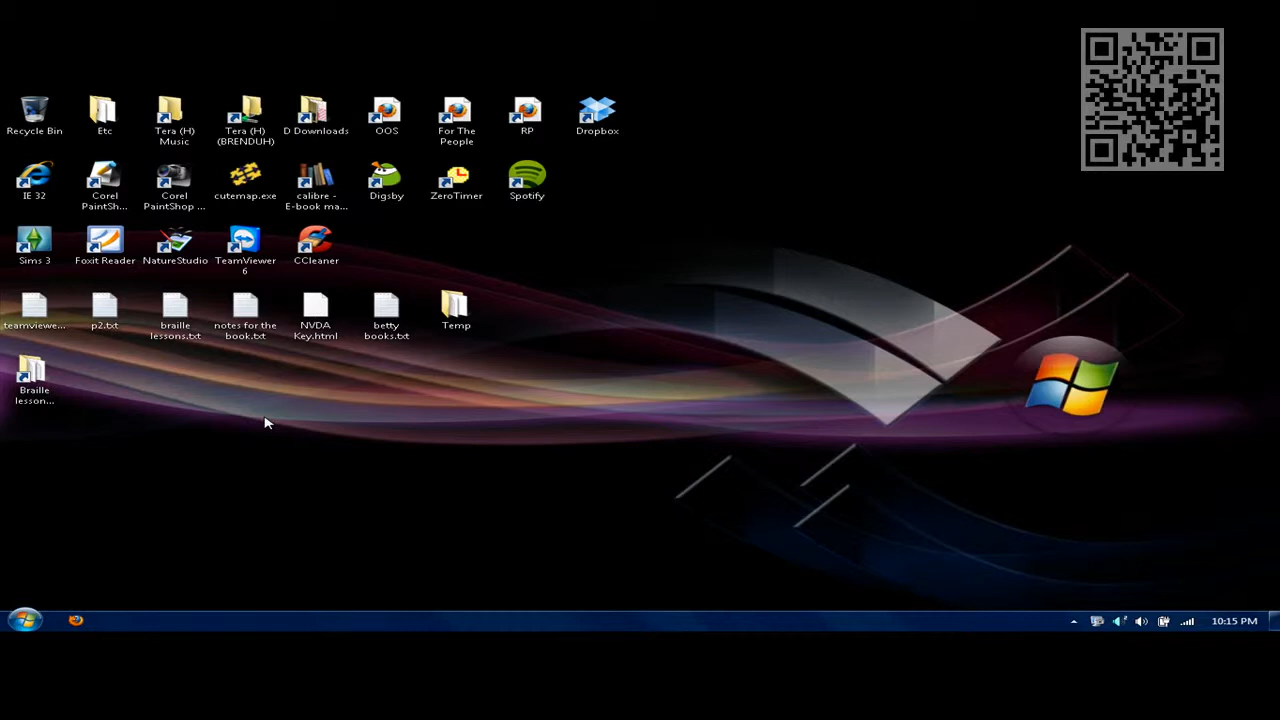 Recycle Bin
Etc
Tera (H)
Music
Tera (H)
(BRENDUH)
D Downloads
OOS
For The
People
RP
Dropbox
IE 32
Corel
PaintSh...
Corel
PaintShop ...
cutemap.exe
calibre -
E-book ma...
Digsby
ZeroTimer
Spotify
Sims 3
Foxit Reader
NatureStudio
TeamViewer
6
CCleaner
teamviewe...
p2.txt
braille
lessons.txt
notes for the
book.txt
NVDA
Key.html
betty
books.txt
Temp
Braille
lesson...
10:15 PM